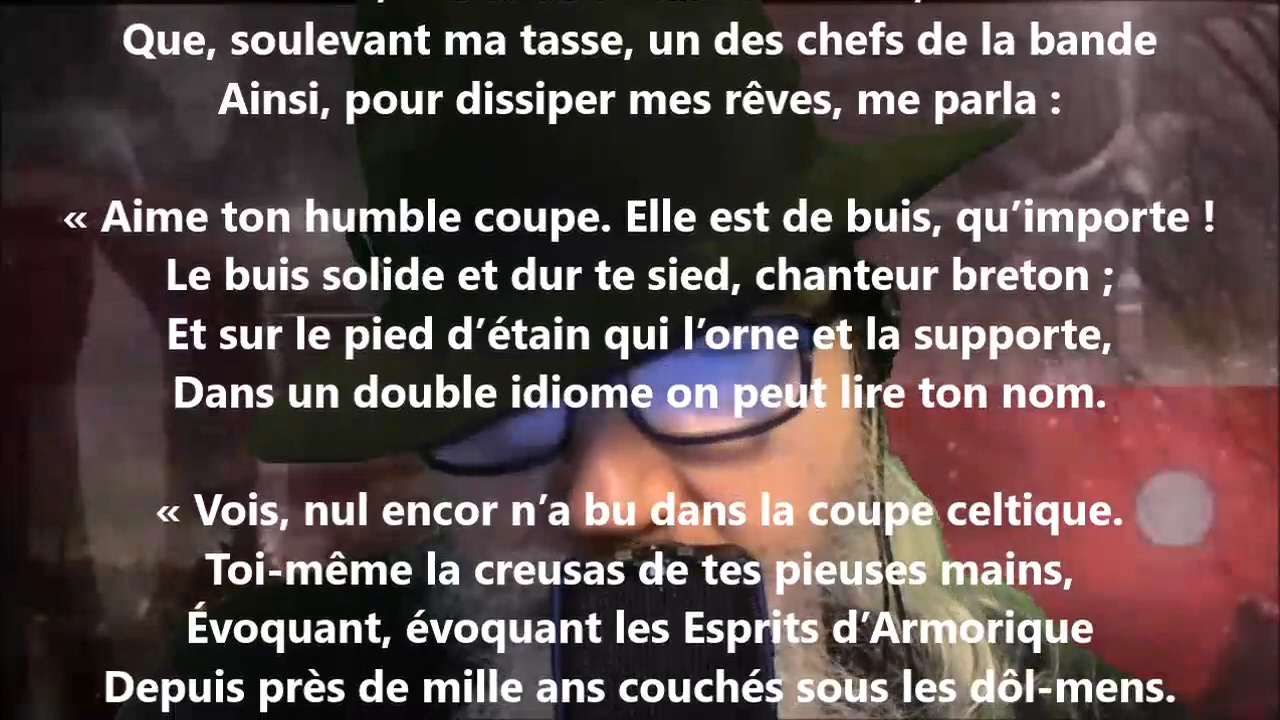 Que, soulevant ma tasse, un des chefs de la bande
Ainsi, pour dissiper mes rêves, me parla :
« Aime ton humble coupe. Elle est de buis, qu’importe !
Le buis solide et dur te sied, chanteur breton ;
Et sur le pied d’étain qui l’orne et la supporte,
Dans un double idiome on peut lire ton nom.
« Vois, nul encor n’a bu dans la coupe celtique.
Toi-même la creusas de tes pieuses mains,
Évoquant, évoquant les Esprits d’Armorique
Depuis près de mille ans couchés sous les dôl-mens.